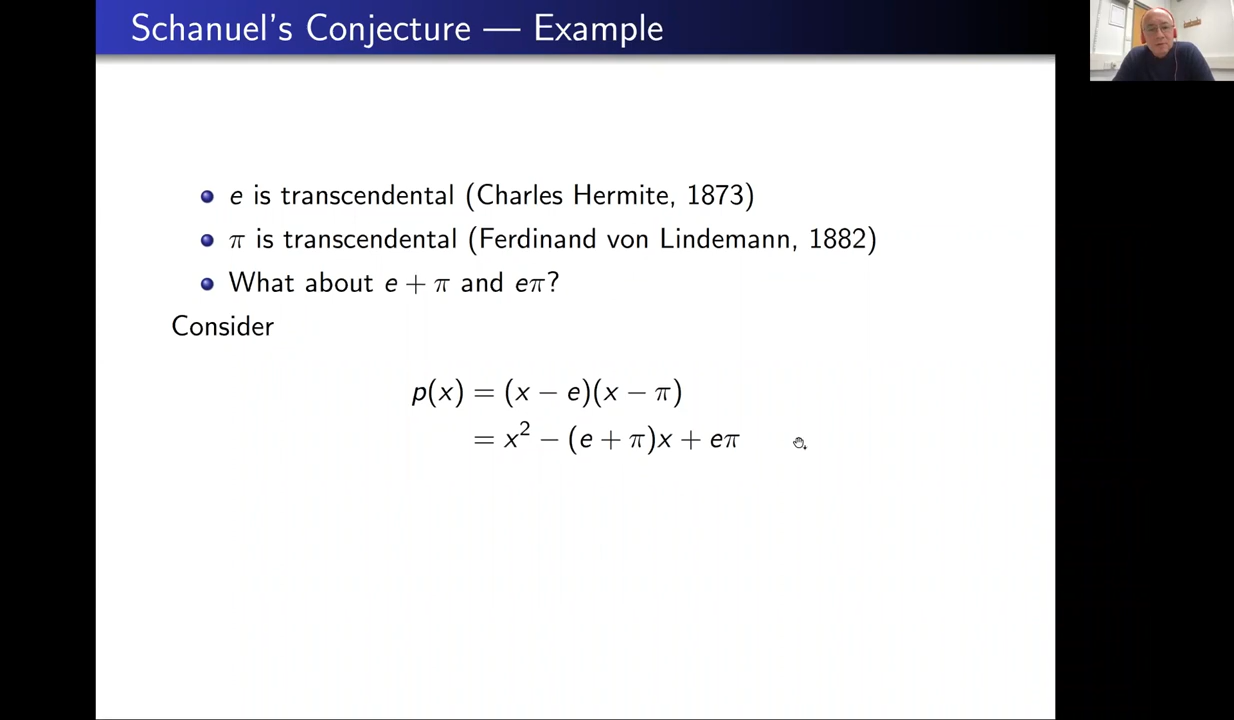 Schanuel's Conjecture — Example
e is transcendental (Charles Hermite, 1873)
π is transcendental (Ferdinand von Lindemann, 1882)
What about e + π and eπ?
Consider
p(x) = (x − e)(x − π)
= x² − (e + π)x + eπ